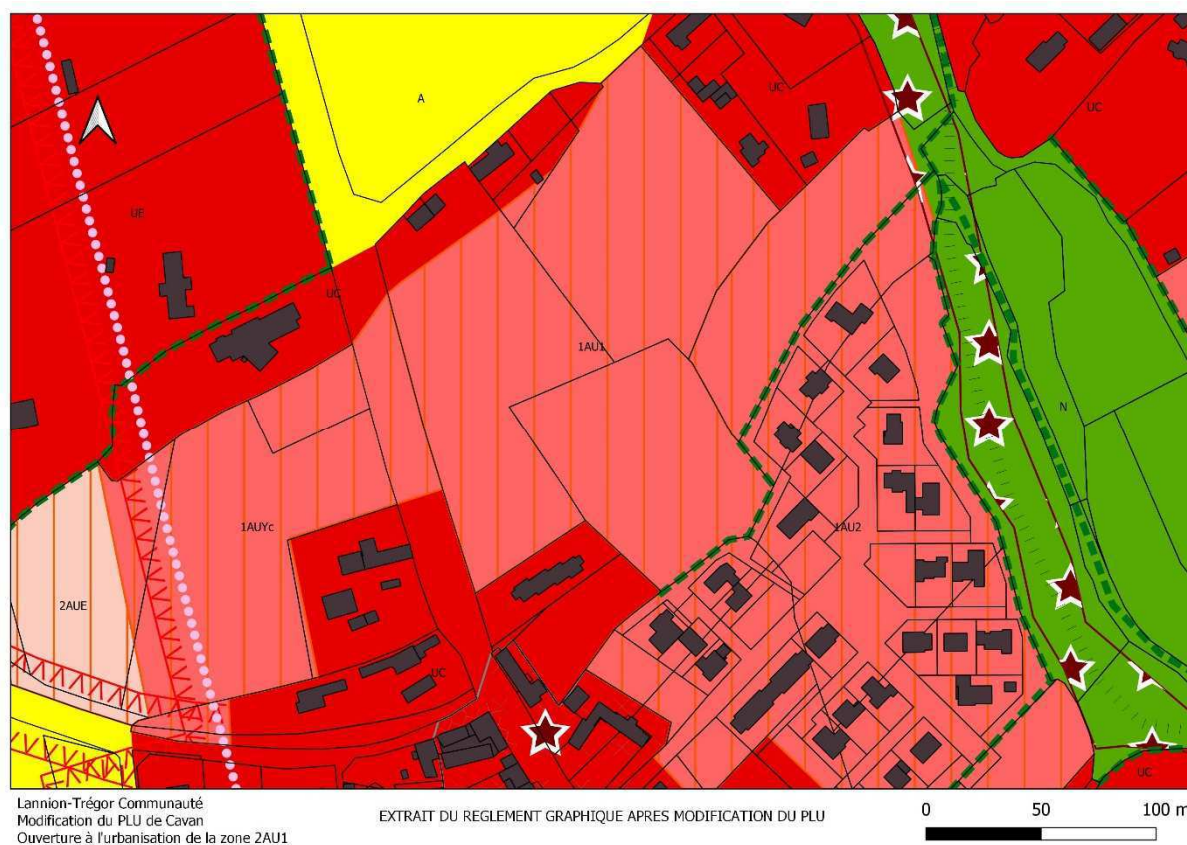 A
UC
UC
UE
UC
1AU1
N
1AUYc
1AU2
2AUE
UC
UC
Lannion-Trégor Communauté
Modification du PLU de Cavan
Ouverture à l'urbanisation de la zone 2AU1
EXTRAIT DU REGLEMENT GRAPHIQUE APRES MODIFICATION DU PLU
0 50 100 m